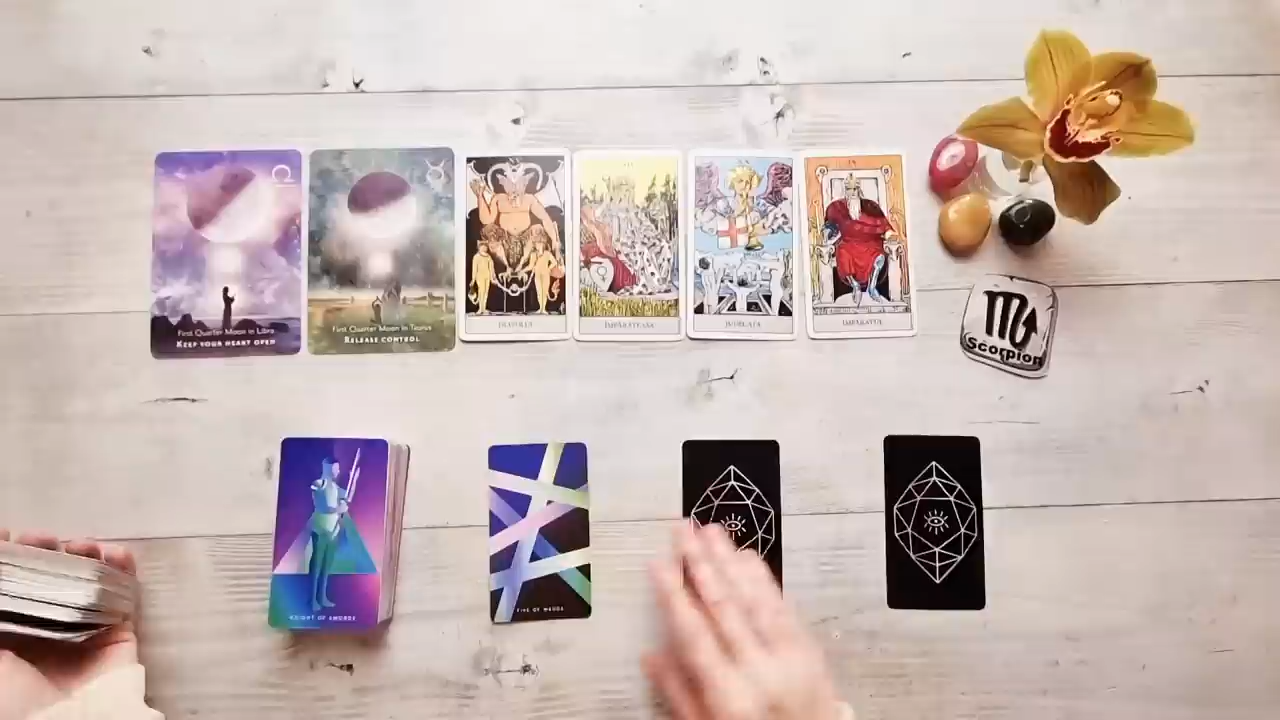 First Quarter Moon in Libra
KEEP YOUR HEART OPEN
First Quarter Moon in Taurus
RELEASE CONTROL
IMPARATUL
Scorpion
KNIGHT OF SWORDS
FIVE OF WANDS